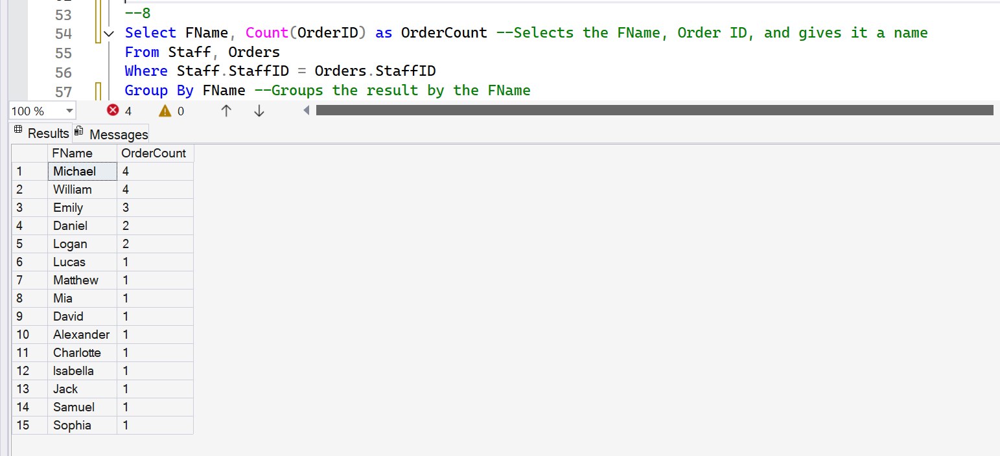 53 --8
54 Select FName, Count(OrderID) as OrderCount --Selects the FName, Order ID, and gives it a name
55 From Staff, Orders
56 Where Staff.StaffID = Orders.StaffID
57 Group By FName --Groups the result by the FName
100 % 4 0
Results Messages
FName OrderCount
1 Michael 4
2 William 4
3 Emily 3
4 Daniel 2
5 Logan 2
6 Lucas 1
7 Matthew 1
8 Mia 1
9 David 1
10 Alexander 1
11 Charlotte 1
12 Isabella 1
13 Jack 1
14 Samuel 1
15 Sophia 1